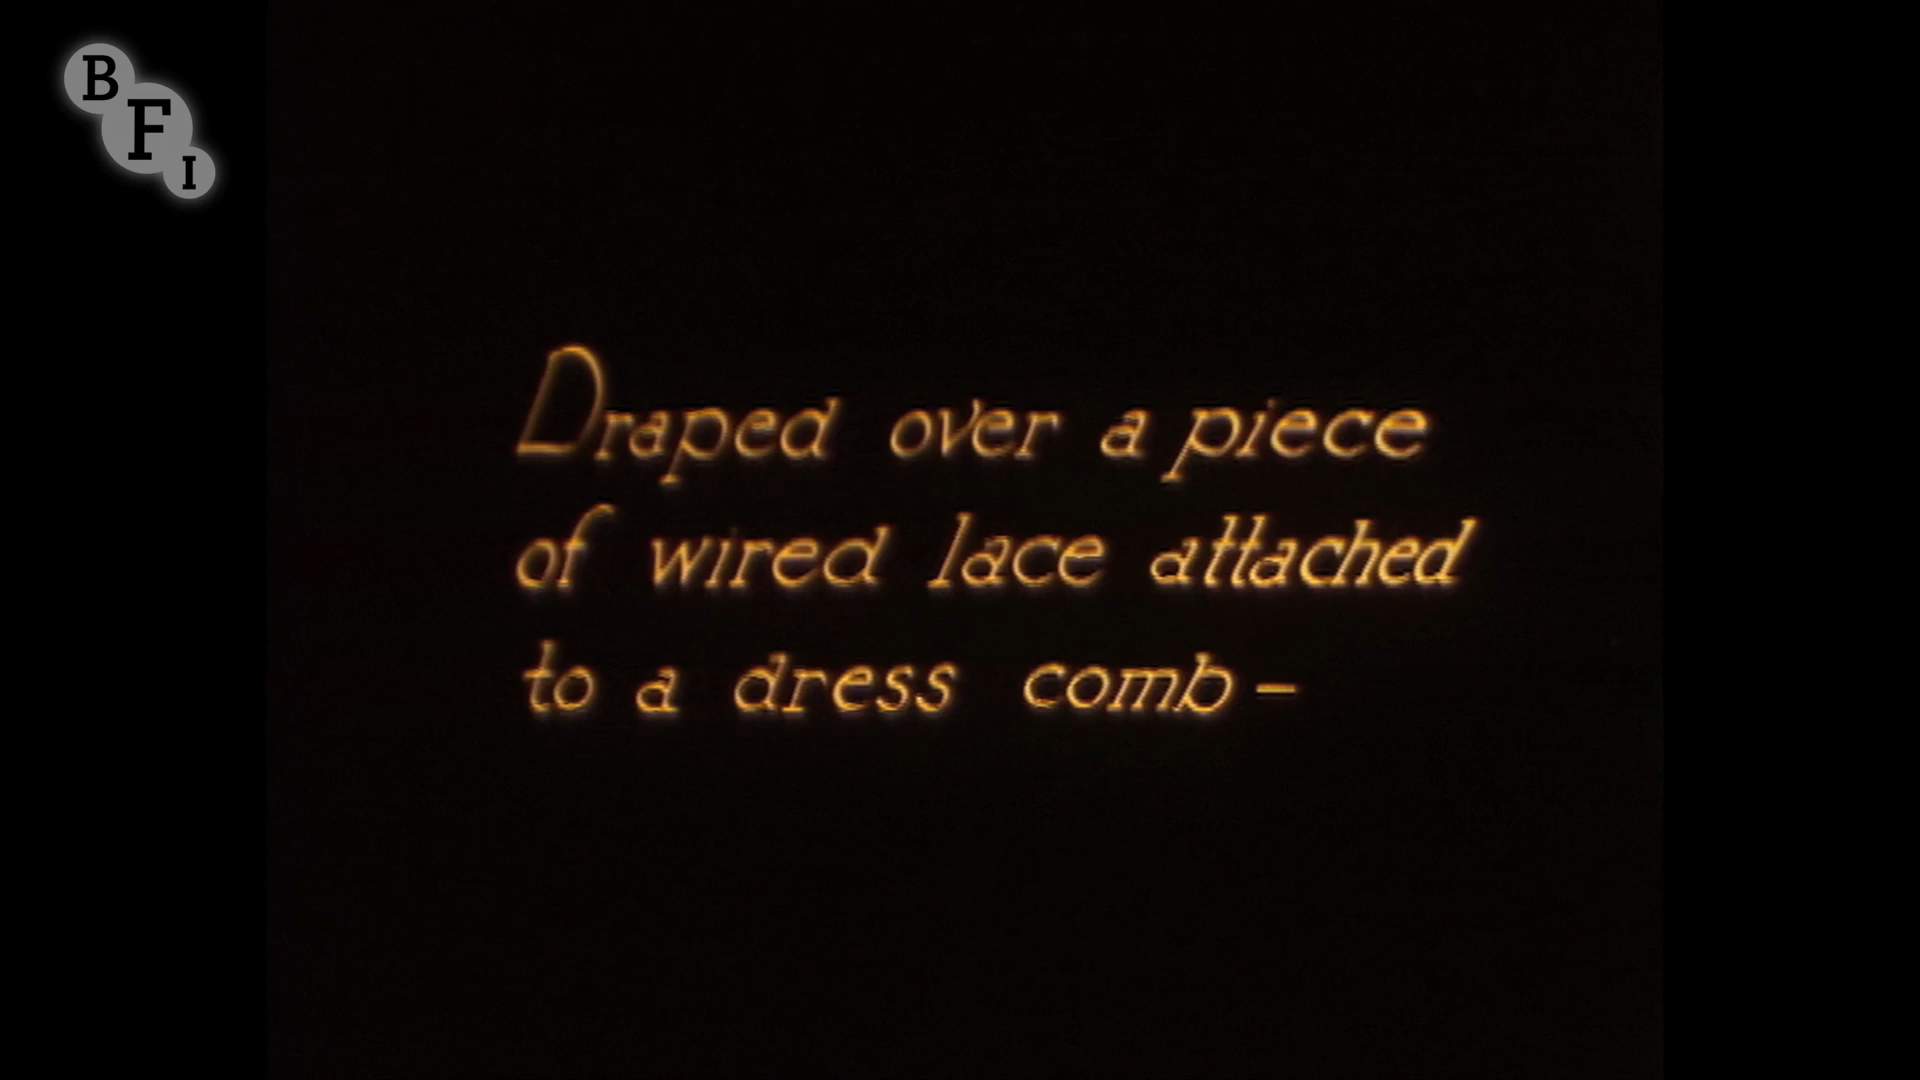 BFI
Draped over a piece
of wired lace attached
to a dress comb –